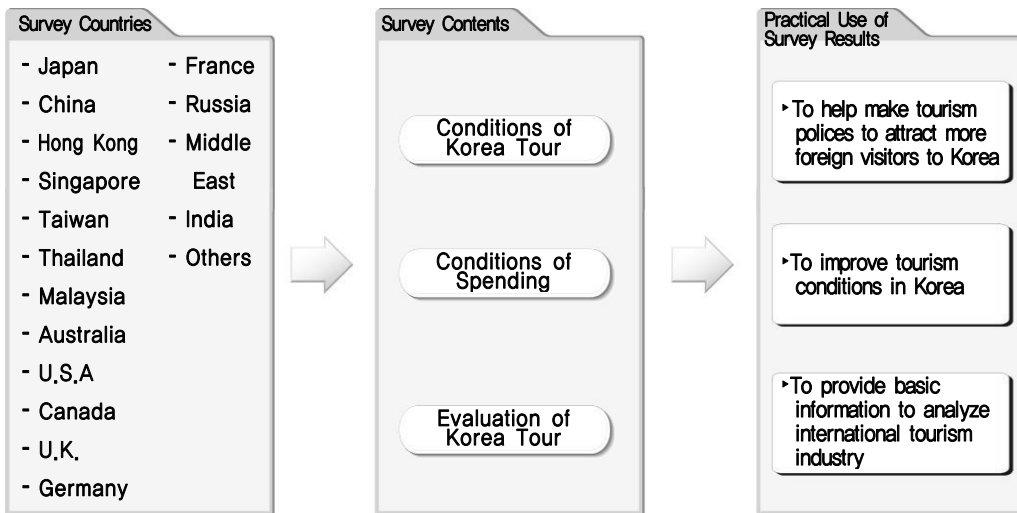 Survey Countries
- Japan
- China
- Hong Kong
- Singapore
- Taiwan
- Thailand
- Malaysia
- Australia
- U.S.A
- Canada
- U.K.
- Germany
- France
- Russia
- Middle
East
- India
- Others
Survey Contents
Conditions of
Korea Tour
Conditions of
Spending
Evaluation of
Korea Tour
Practical Use of
Survey Results
▸To help make tourism
polices to attract more
foreign visitors to Korea
▸To improve tourism
conditions in Korea
▸To provide basic
information to analyze
international tourism
industry